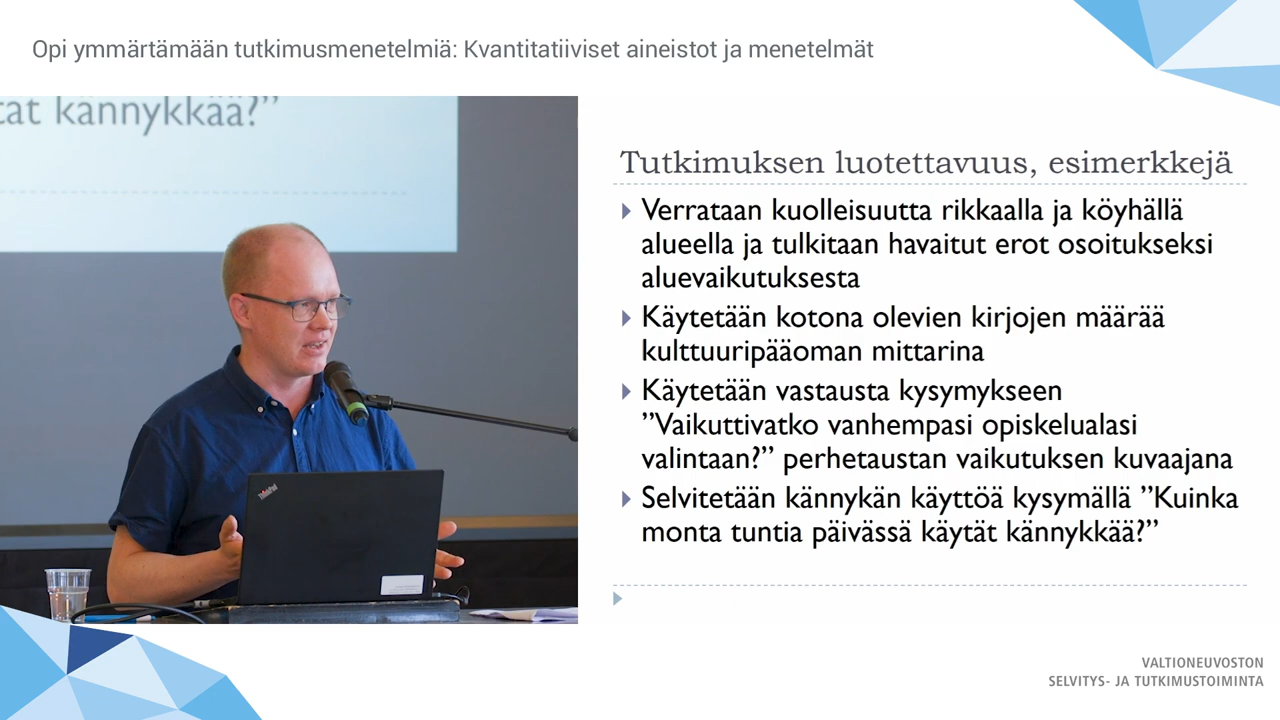 Opi ymmärtämään tutkimusmenetelmiä: Kvantitatiiviset aineistot ja menetelmät
tat kännykkää?”
Tutkimuksen luotettavuus, esimerkkejä
Verrataan kuolleisuutta rikkaalla ja köyhällä
alueella ja tulkitaan havaitut erot osoitukseksi
aluevaikutuksesta
Käytetään kotona olevien kirjojen määrää
kulttuuripääoman mittarina
Käytetään vastausta kysymykseen
”Vaikuttivatko vanhempasi opiskelualasi
valintaan?” perhetaustan vaikutuksen kuvaajana
Selvitetään kännykän käyttöä kysymällä ”Kuinka
monta tuntia päivässä käytät kännykkää?”
ThinkPad
VALTIONEUVOSTON
SELVITYS- JA TUTKIMUSTOIMINTA